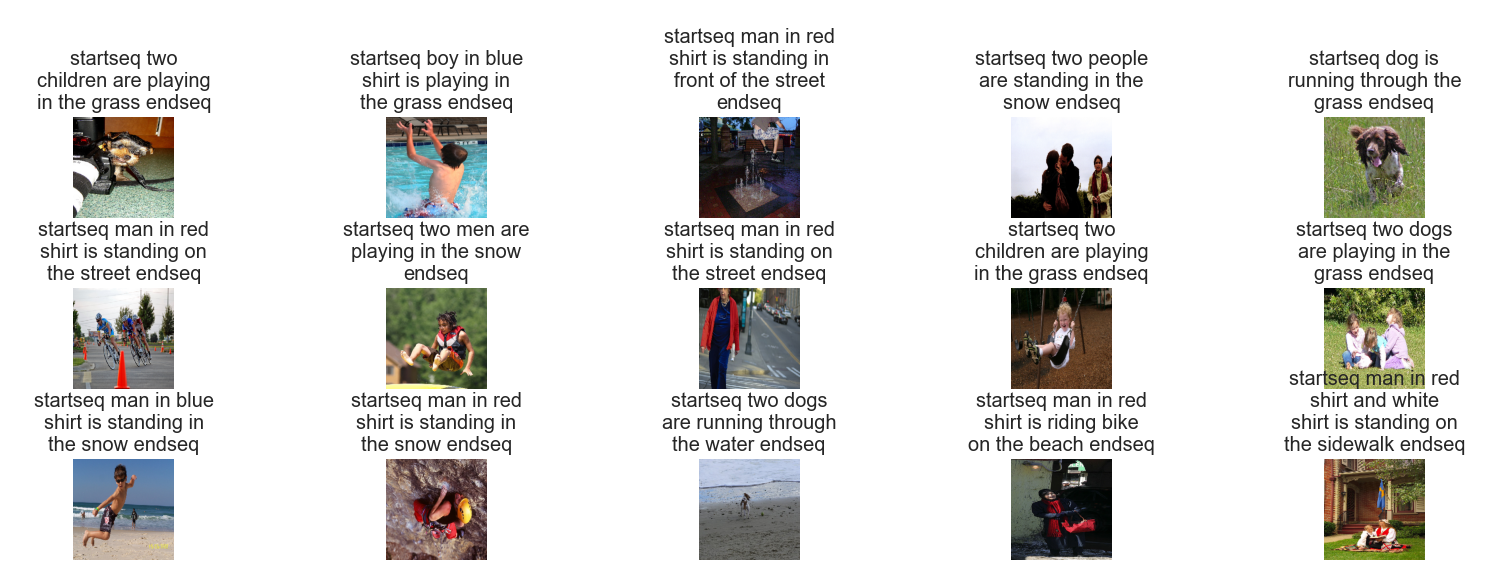 startseq two
children are playing
in the grass endseq
startseq boy in blue
shirt is playing in
the grass endseq
startseq man in red
shirt is standing in
front of the street
endseq
startseq two people
are standing in the
snow endseq
startseq dog is
running through the
grass endseq
startseq man in red
shirt is standing on
the street endseq
startseq two men are
playing in the snow
endseq
startseq man in red
shirt is standing on
the street endseq
startseq two
children are playing
in the grass endseq
startseq two dogs
are playing in the
grass endseq
startseq man in blue
shirt is standing in
the snow endseq
startseq man in red
shirt is standing in
the snow endseq
startseq two dogs
are running through
the water endseq
startseq man in red
shirt is riding bike
on the beach endseq
startseq man in red
shirt and white
shirt is standing on
the sidewalk endseq